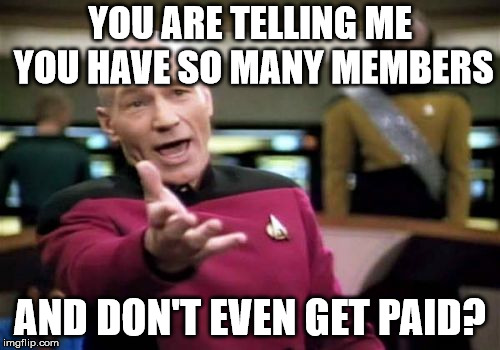 YOU ARE TELLING ME
YOU HAVE SO MANY MEMBERS
AND DON'T EVEN GET PAID?
imgflip.com